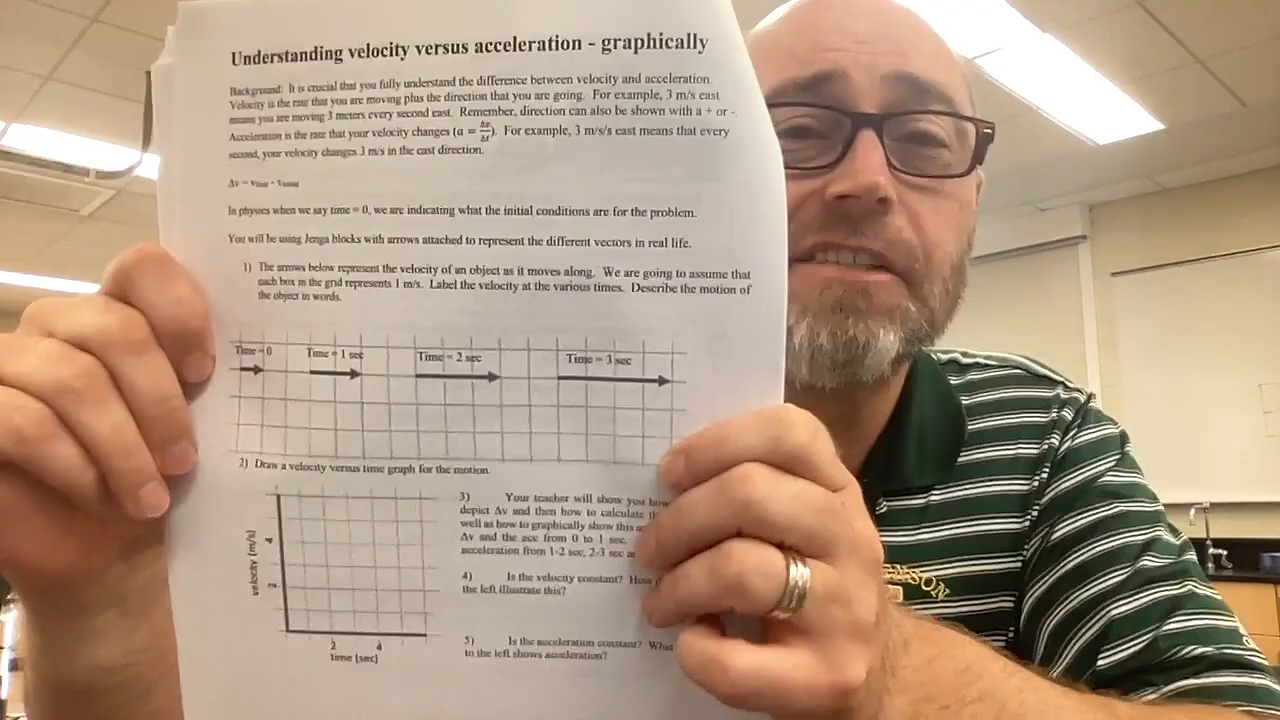 Understanding velocity versus acceleration - graphically
Background: It is crucial that you fully understand the difference between velocity and acceleration.
Velocity is the rate that you are moving plus the direction that you are going. For example, 3 m/s east
means you are moving 3 meters every second east. Remember, direction can also be shown with a + or -
Acceleration is the rate that your velocity changes (a = Δv/Δt). For example, 3 m/s/s east means that every
second, your velocity changes 3 m/s in the east direction.
Δv =
In physics when we say time = 0, we are indicating what the initial conditions are for the problem.
You will be using Jenga blocks with arrows attached to represent the different vectors in real life.
1) The arrows below represent the velocity of an object as it moves along. We are going to assume that
each box in the grid represents 1 m/s. Label the velocity at the various times. Describe the motion of
the object in words.
Time = 0 Time = 1 sec Time = 2 sec Time = 3 sec
2) Draw a velocity versus time graph for the motion.
velocity (m/s)
4
2
2 4
time (sec)
3) Your teacher will show you how
depict Δv and then how to calculate
well as how to graphically show this
Δv and the acc from 0 to 1 sec.
acceleration from 1-2 sec, 2-3 sec
4) Is the velocity constant? How
the left illustrate this?
5) Is the acceleration constant? What
to the left shows acceleration?